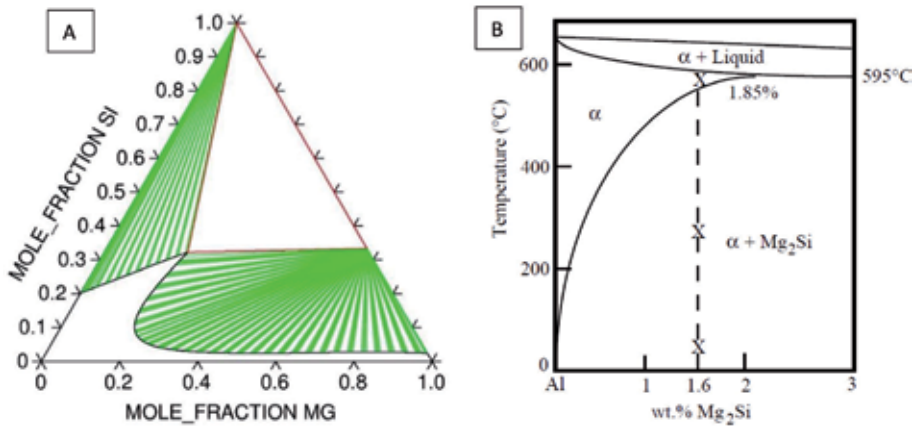 A
MOLE_FRACTION SI
1.0
0.9
0.8
0.7
0.6
0.5
0.4
0.3
0.2
0.1
0
0 0.2 0.4 0.6 0.8 1.0
MOLE_FRACTION MG
B
Temperature (°C)
600
400
200
0
α + Liquid
595°C
1.85%
α
X
X
α + Mg₂Si
X
Al 1 1.6 2 3
wt.% Mg₂Si